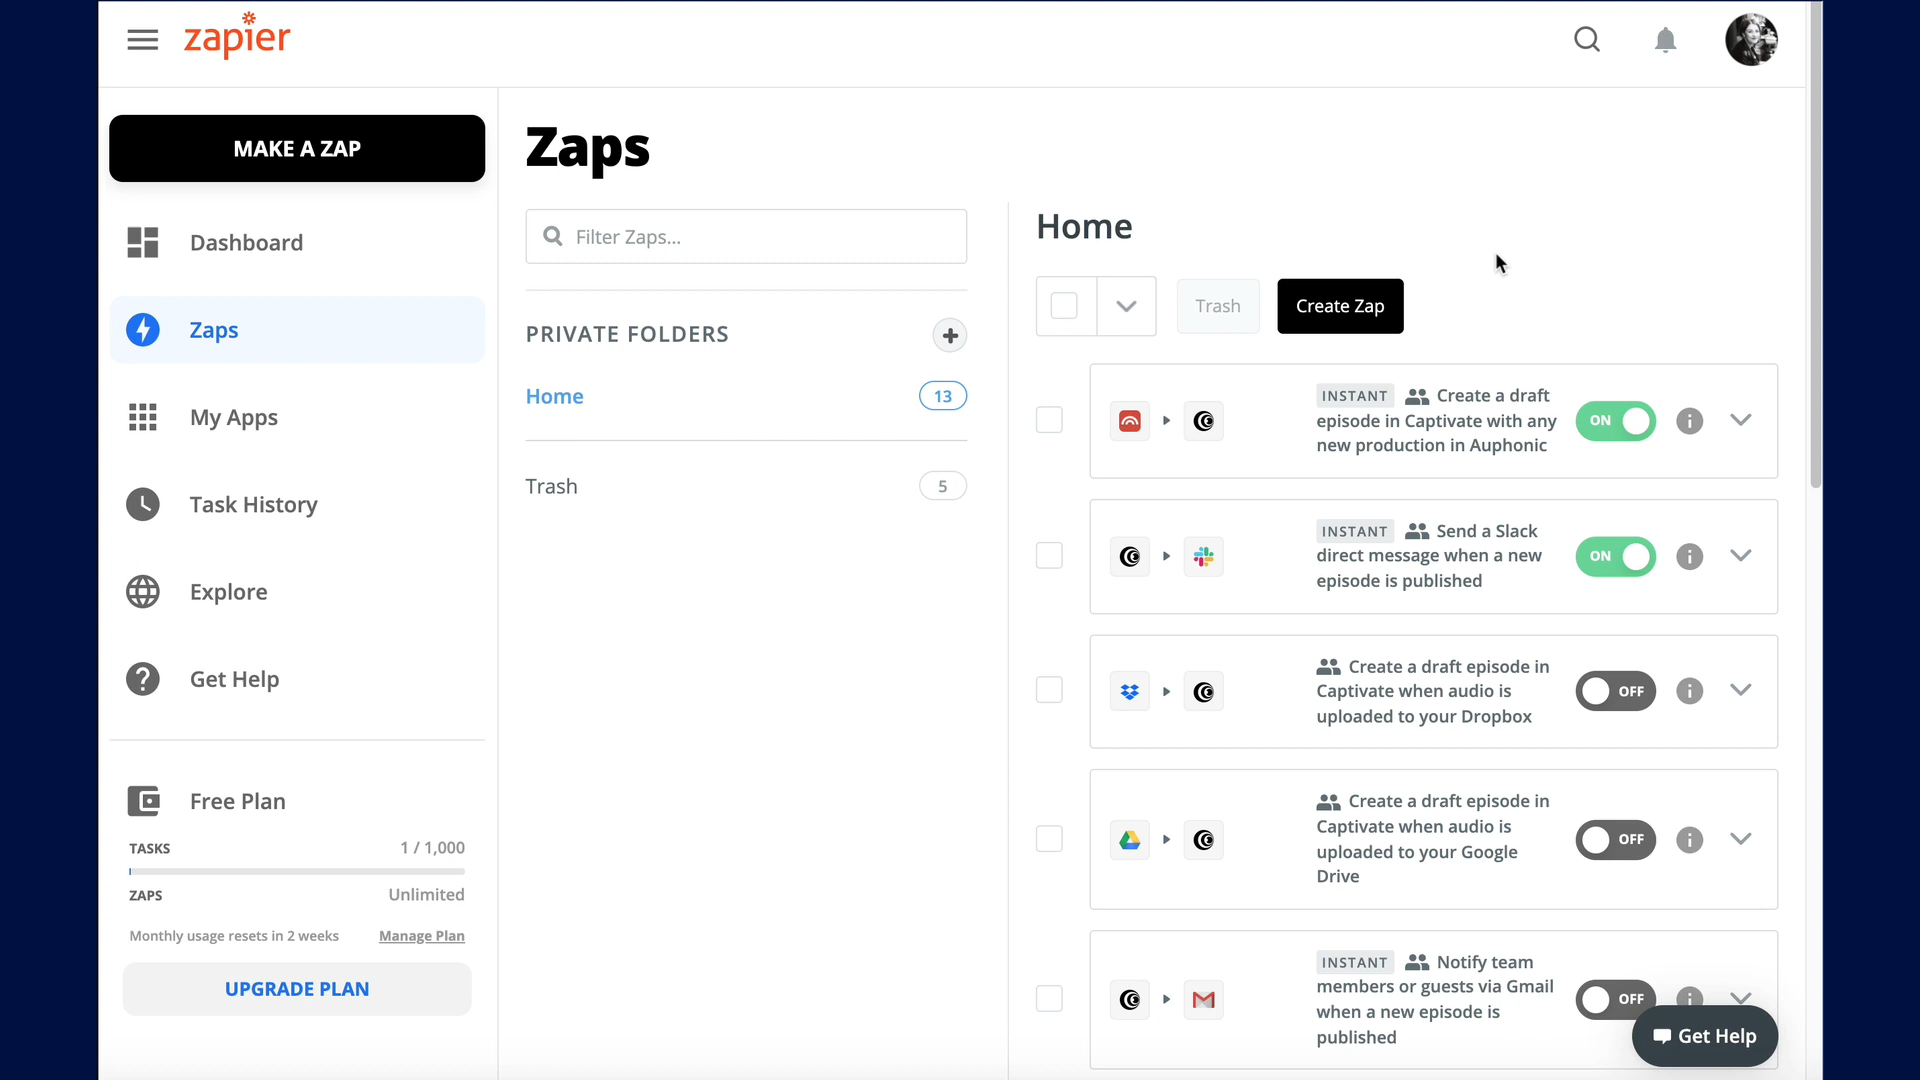 zapier
MAKE A ZAP
Dashboard
Zaps
My Apps
Task History
Explore
Get Help
Free Plan
TASKS 1 / 1,000
ZAPS Unlimited
Monthly usage resets in 2 weeks Manage Plan
UPGRADE PLAN
Zaps
Filter Zaps...
PRIVATE FOLDERS
Home 13
Trash 5
Home
Trash Create Zap
INSTANT Create a draft
episode in Captivate with any
new production in Auphonic
ON
INSTANT Send a Slack
direct message when a new
episode is published
ON
Create a draft episode in
Captivate when audio is
uploaded to your Dropbox
OFF
Create a draft episode in
Captivate when audio is
uploaded to your Google
Drive
OFF
INSTANT Notify team
members or guests via Gmail
when a new episode is
published
OFF
Get Help